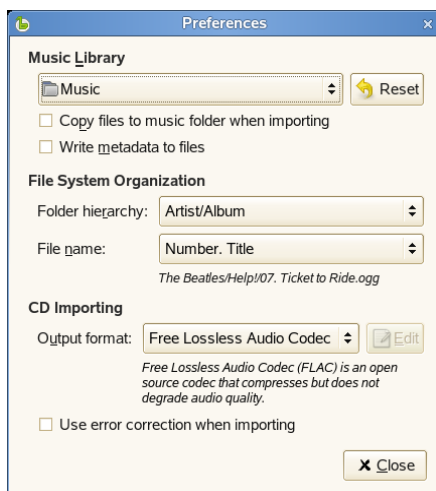 Preferences
Music Library
Music
Reset
Copy files to music folder when importing
Write metadata to files
File System Organization
Folder hierarchy: Artist/Album
File name: Number. Title
The Beatles/Help!/07. Ticket to Ride.ogg
CD Importing
Output format: Free Lossless Audio Codec Edit
Free Lossless Audio Codec (FLAC) is an open
source codec that compresses but does not
degrade audio quality.
Use error correction when importing
Close